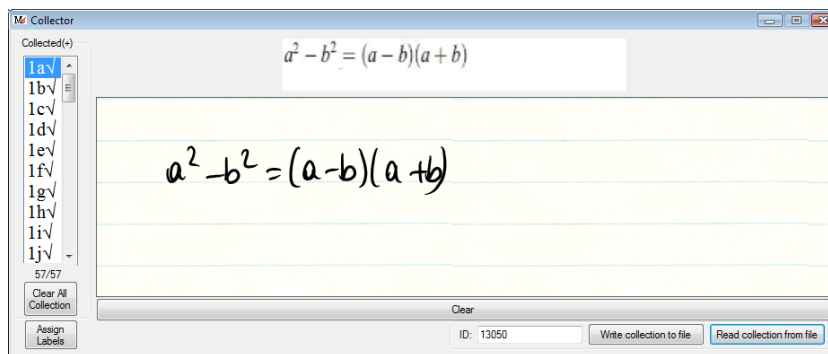 Collector
Collected(+)
a² − b² = (a − b)(a + b)
1a√
1b√
1c√
1d√
1e√
1f√
1g√
1h√
1i√
1j√
a² − b² = (a − b)(a + b)
57/57
Clear All
Collection
Clear
Assign
Labels
ID: 13050 Write collection to file Read collection from file